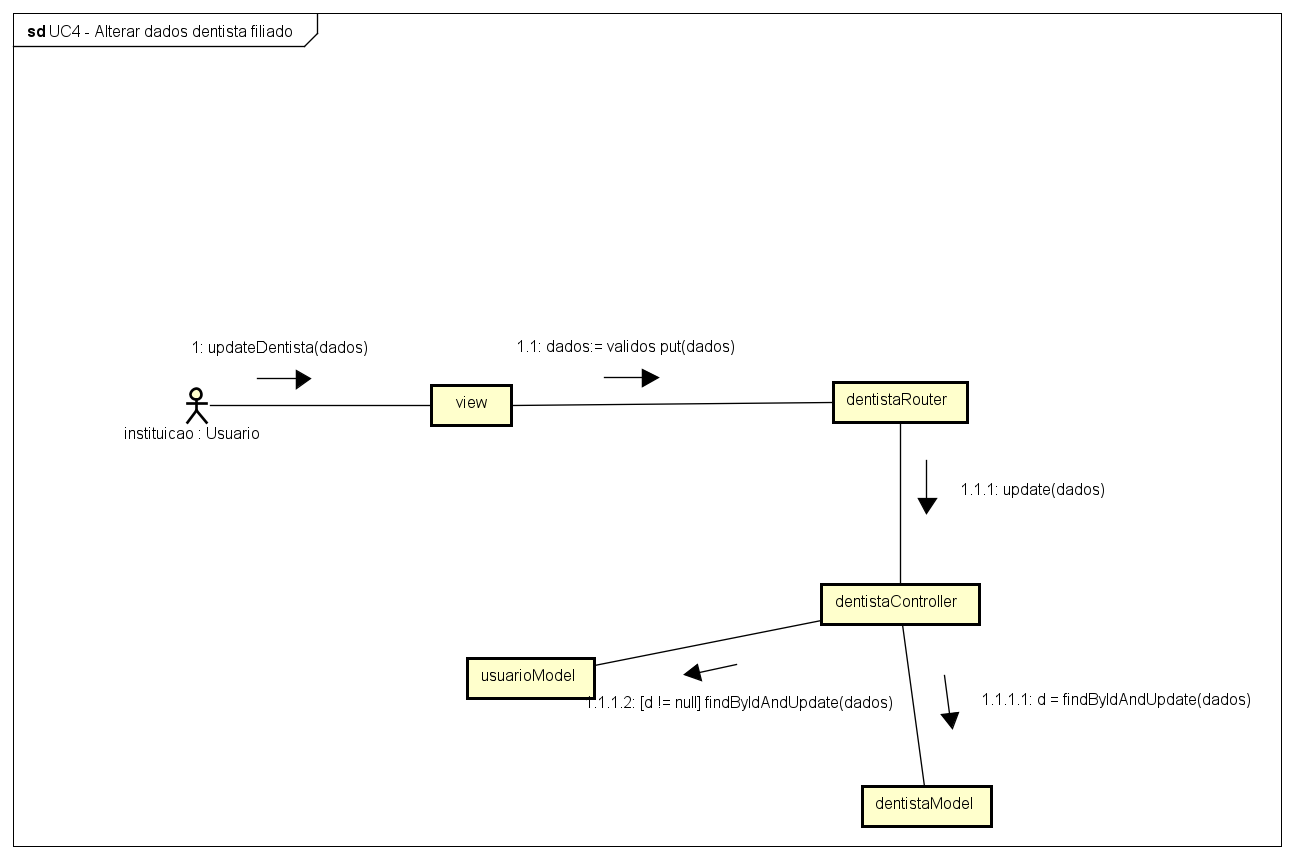 sd UC4 - Alterar dados dentista filiado
1: updateDentista(dados)
1.1: dados:= validos put(dados)
view
dentistaRouter
instituicao : Usuario
1.1.1: update(dados)
dentistaController
usuarioModel
1.1.1.2: [d != null] findByIdAndUpdate(dados)
1.1.1.1: d = findByIdAndUpdate(dados)
dentistaModel